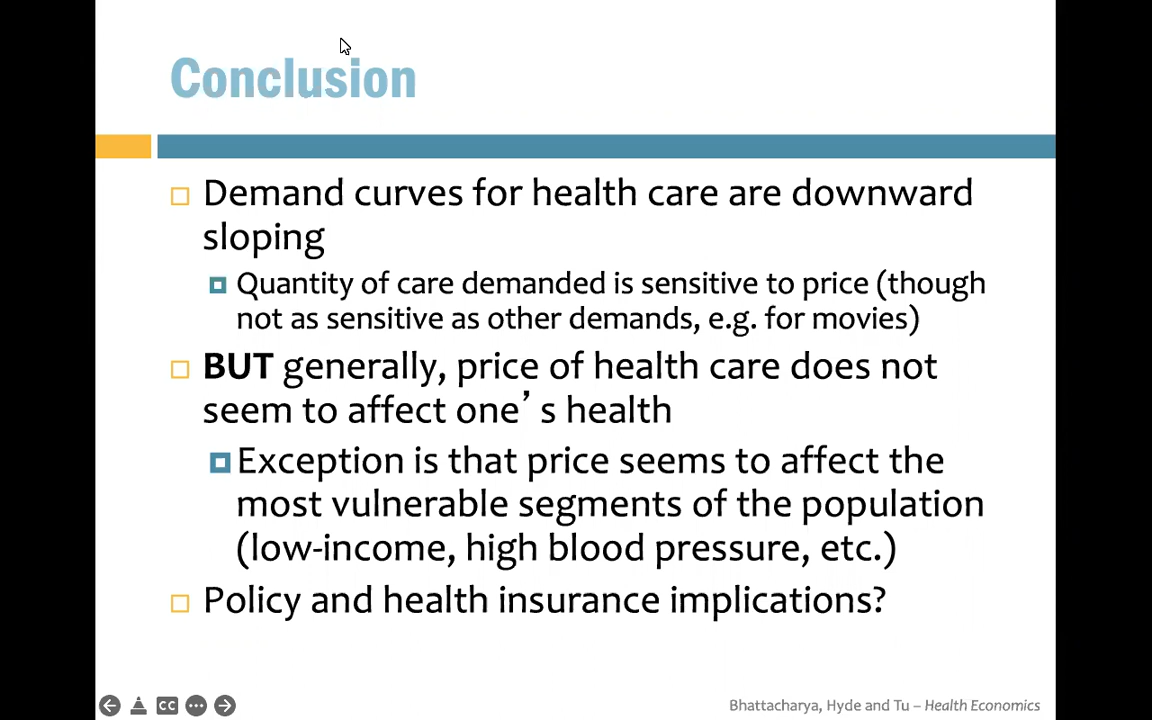 Conclusion
Demand curves for health care are downward
sloping
Quantity of care demanded is sensitive to price (though
not as sensitive as other demands, e.g. for movies)
BUT generally, price of health care does not
seem to affect one’s health
Exception is that price seems to affect the
most vulnerable segments of the population
(low-income, high blood pressure, etc.)
Policy and health insurance implications?
CC
Bhattacharya, Hyde and Tu – Health Economics